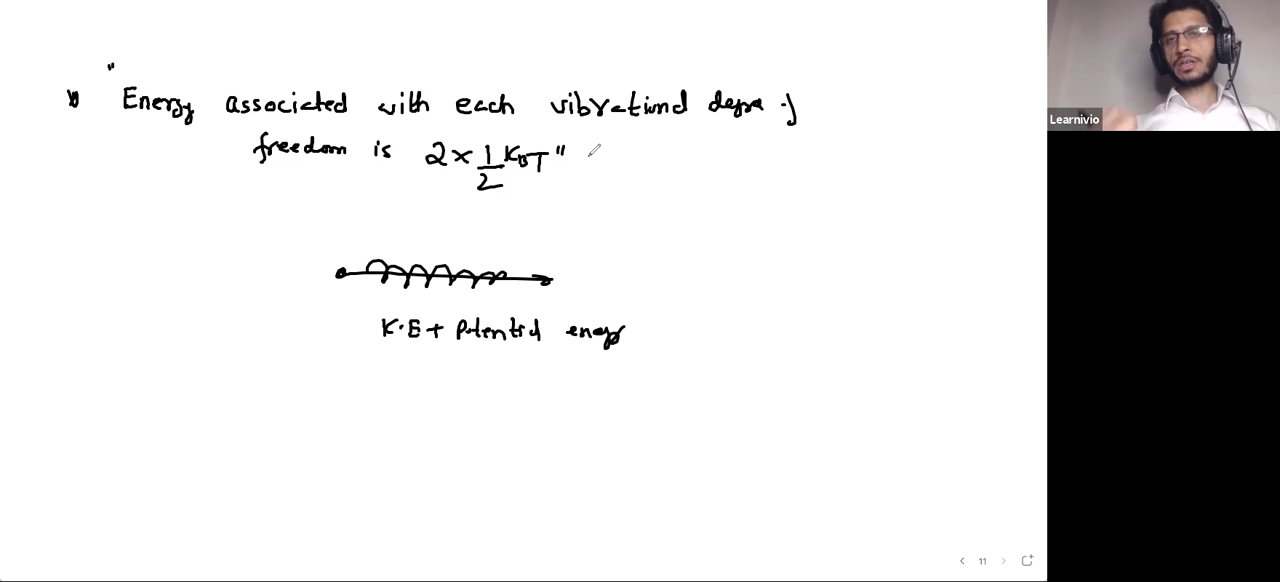 "
Energy associated with each vibrational degree of
freedom is 2 × 1/2 KBT"
K.E + Potential energy
Learnivio
11